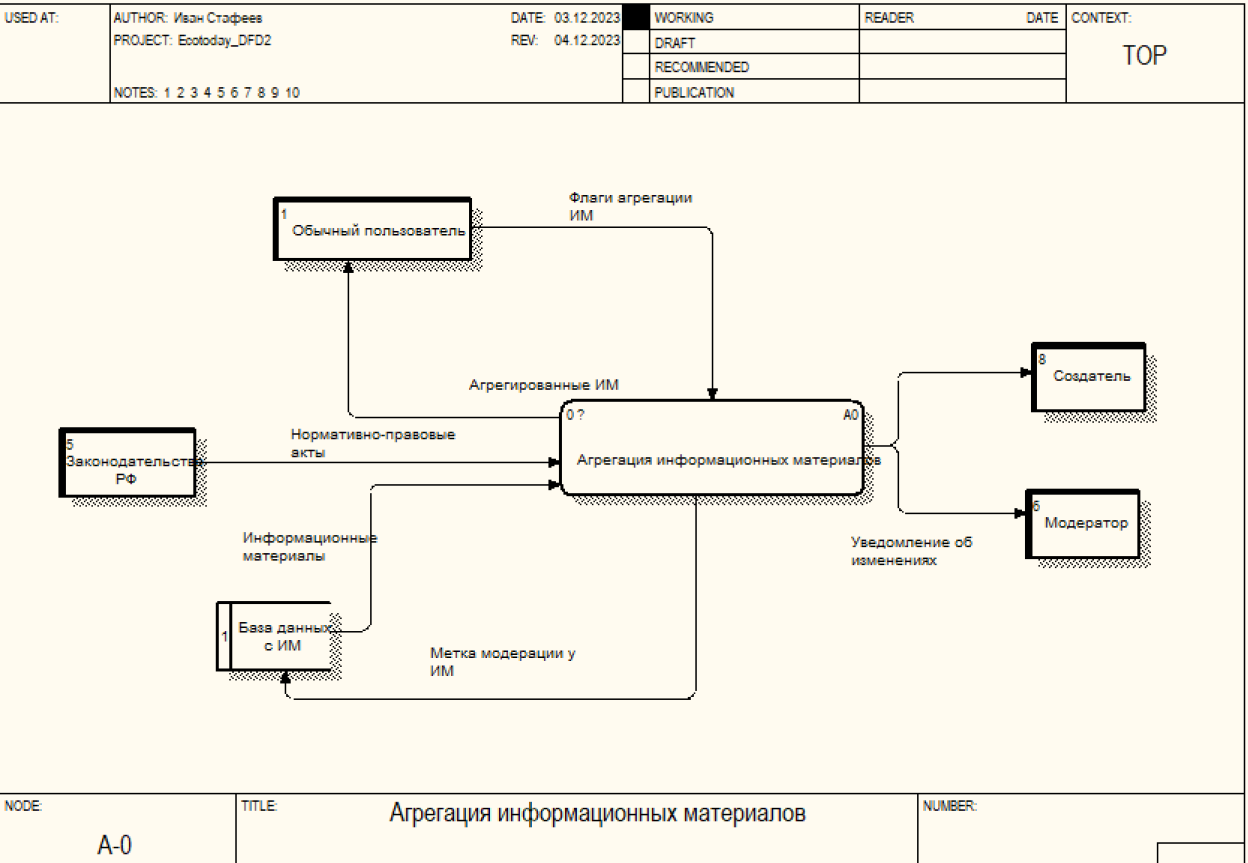 USED AT:
AUTHOR: Иван Стафеев
DATE: 03.12.2023
WORKING
READER
DATE
CONTEXT:
PROJECT: Ecotoday_DFD2
REV: 04.12.2023
DRAFT
TOP
RECOMMENDED
NOTES: 1 2 3 4 5 6 7 8 9 10
PUBLICATION
Флаги агрегации
ИМ
1
Обычный пользователь
8
Создатель
Агрегированные ИМ
0 ?
A0
Агрегация информационных материалов
Нормативно-правовые
акты
5
Законодательство
РФ
6
Модератор
Информационные
материалы
Уведомление об
изменениях
1
База данных
с ИМ
Метка модерации у
ИМ
NODE:
A-0
TITLE:
Агрегация информационных материалов
NUMBER: